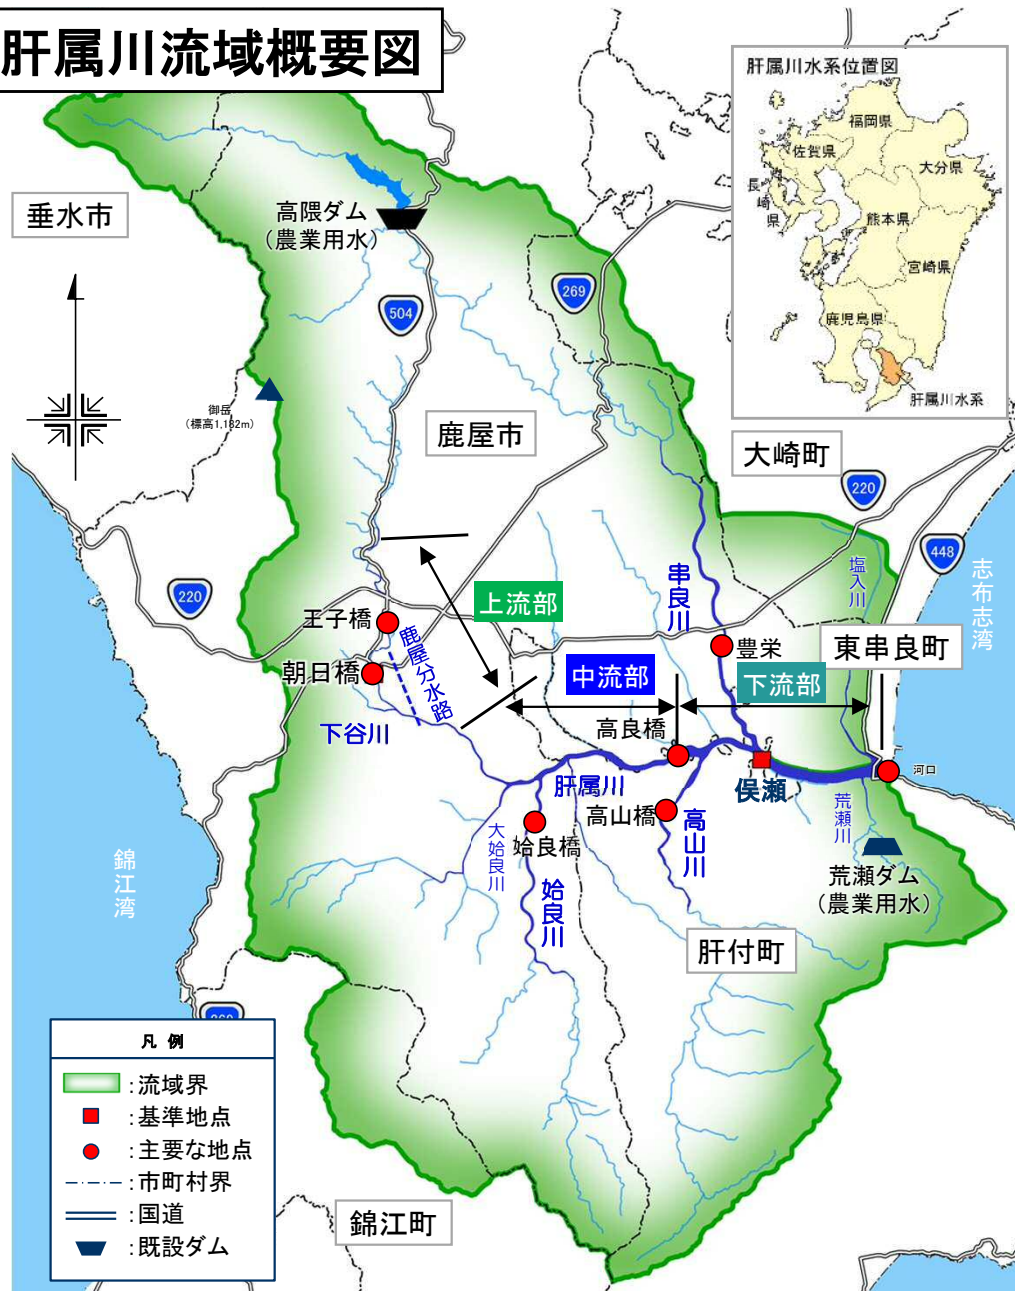 肝属川流域概要図
肝属川水系位置図
福岡県
佐賀県
長崎県
大分県
熊本県
宮崎県
鹿児島県
肝属川水系
垂水市
高隈ダム
（農業用水）
504
269
御岳
（標高1,182m）
鹿屋市
大崎町
220
448
志布志湾
塩入川
串良川
上流部
220
王子橋
鹿屋分水路
朝日橋
下谷川
豊栄
東串良町
中流部
下流部
高良橋
肝属川
俣瀬
河口
荒瀬川
高山橋
高山川
大姶良川
姶良橋
姶良川
荒瀬ダム
（農業用水）
錦江湾
肝付町
269
錦江町
凡 例
：流域界
：基準地点
：主要な地点
：市町村界
：国道
：既設ダム